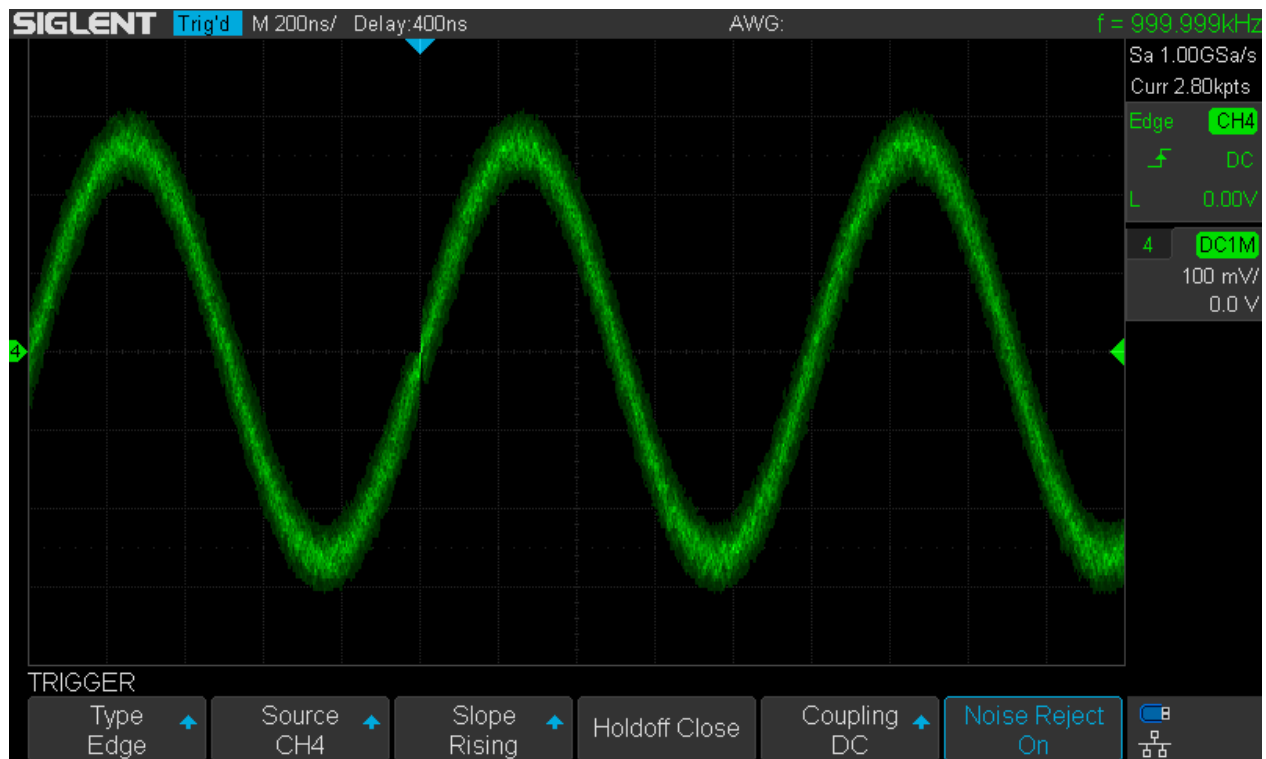 SIGLENT Trig'd M 200ns/ Delay:400ns AWG: f = 999.999kHz
Sa 1.00GSa/s
Curr 2.80kpts
Edge CH4
DC
L 0.00V
4 DC1M
100 mV/
0.0 V
4
TRIGGER
Type
Edge
Source
CH4
Slope
Rising
Holdoff Close
Coupling
DC
Noise Reject
On